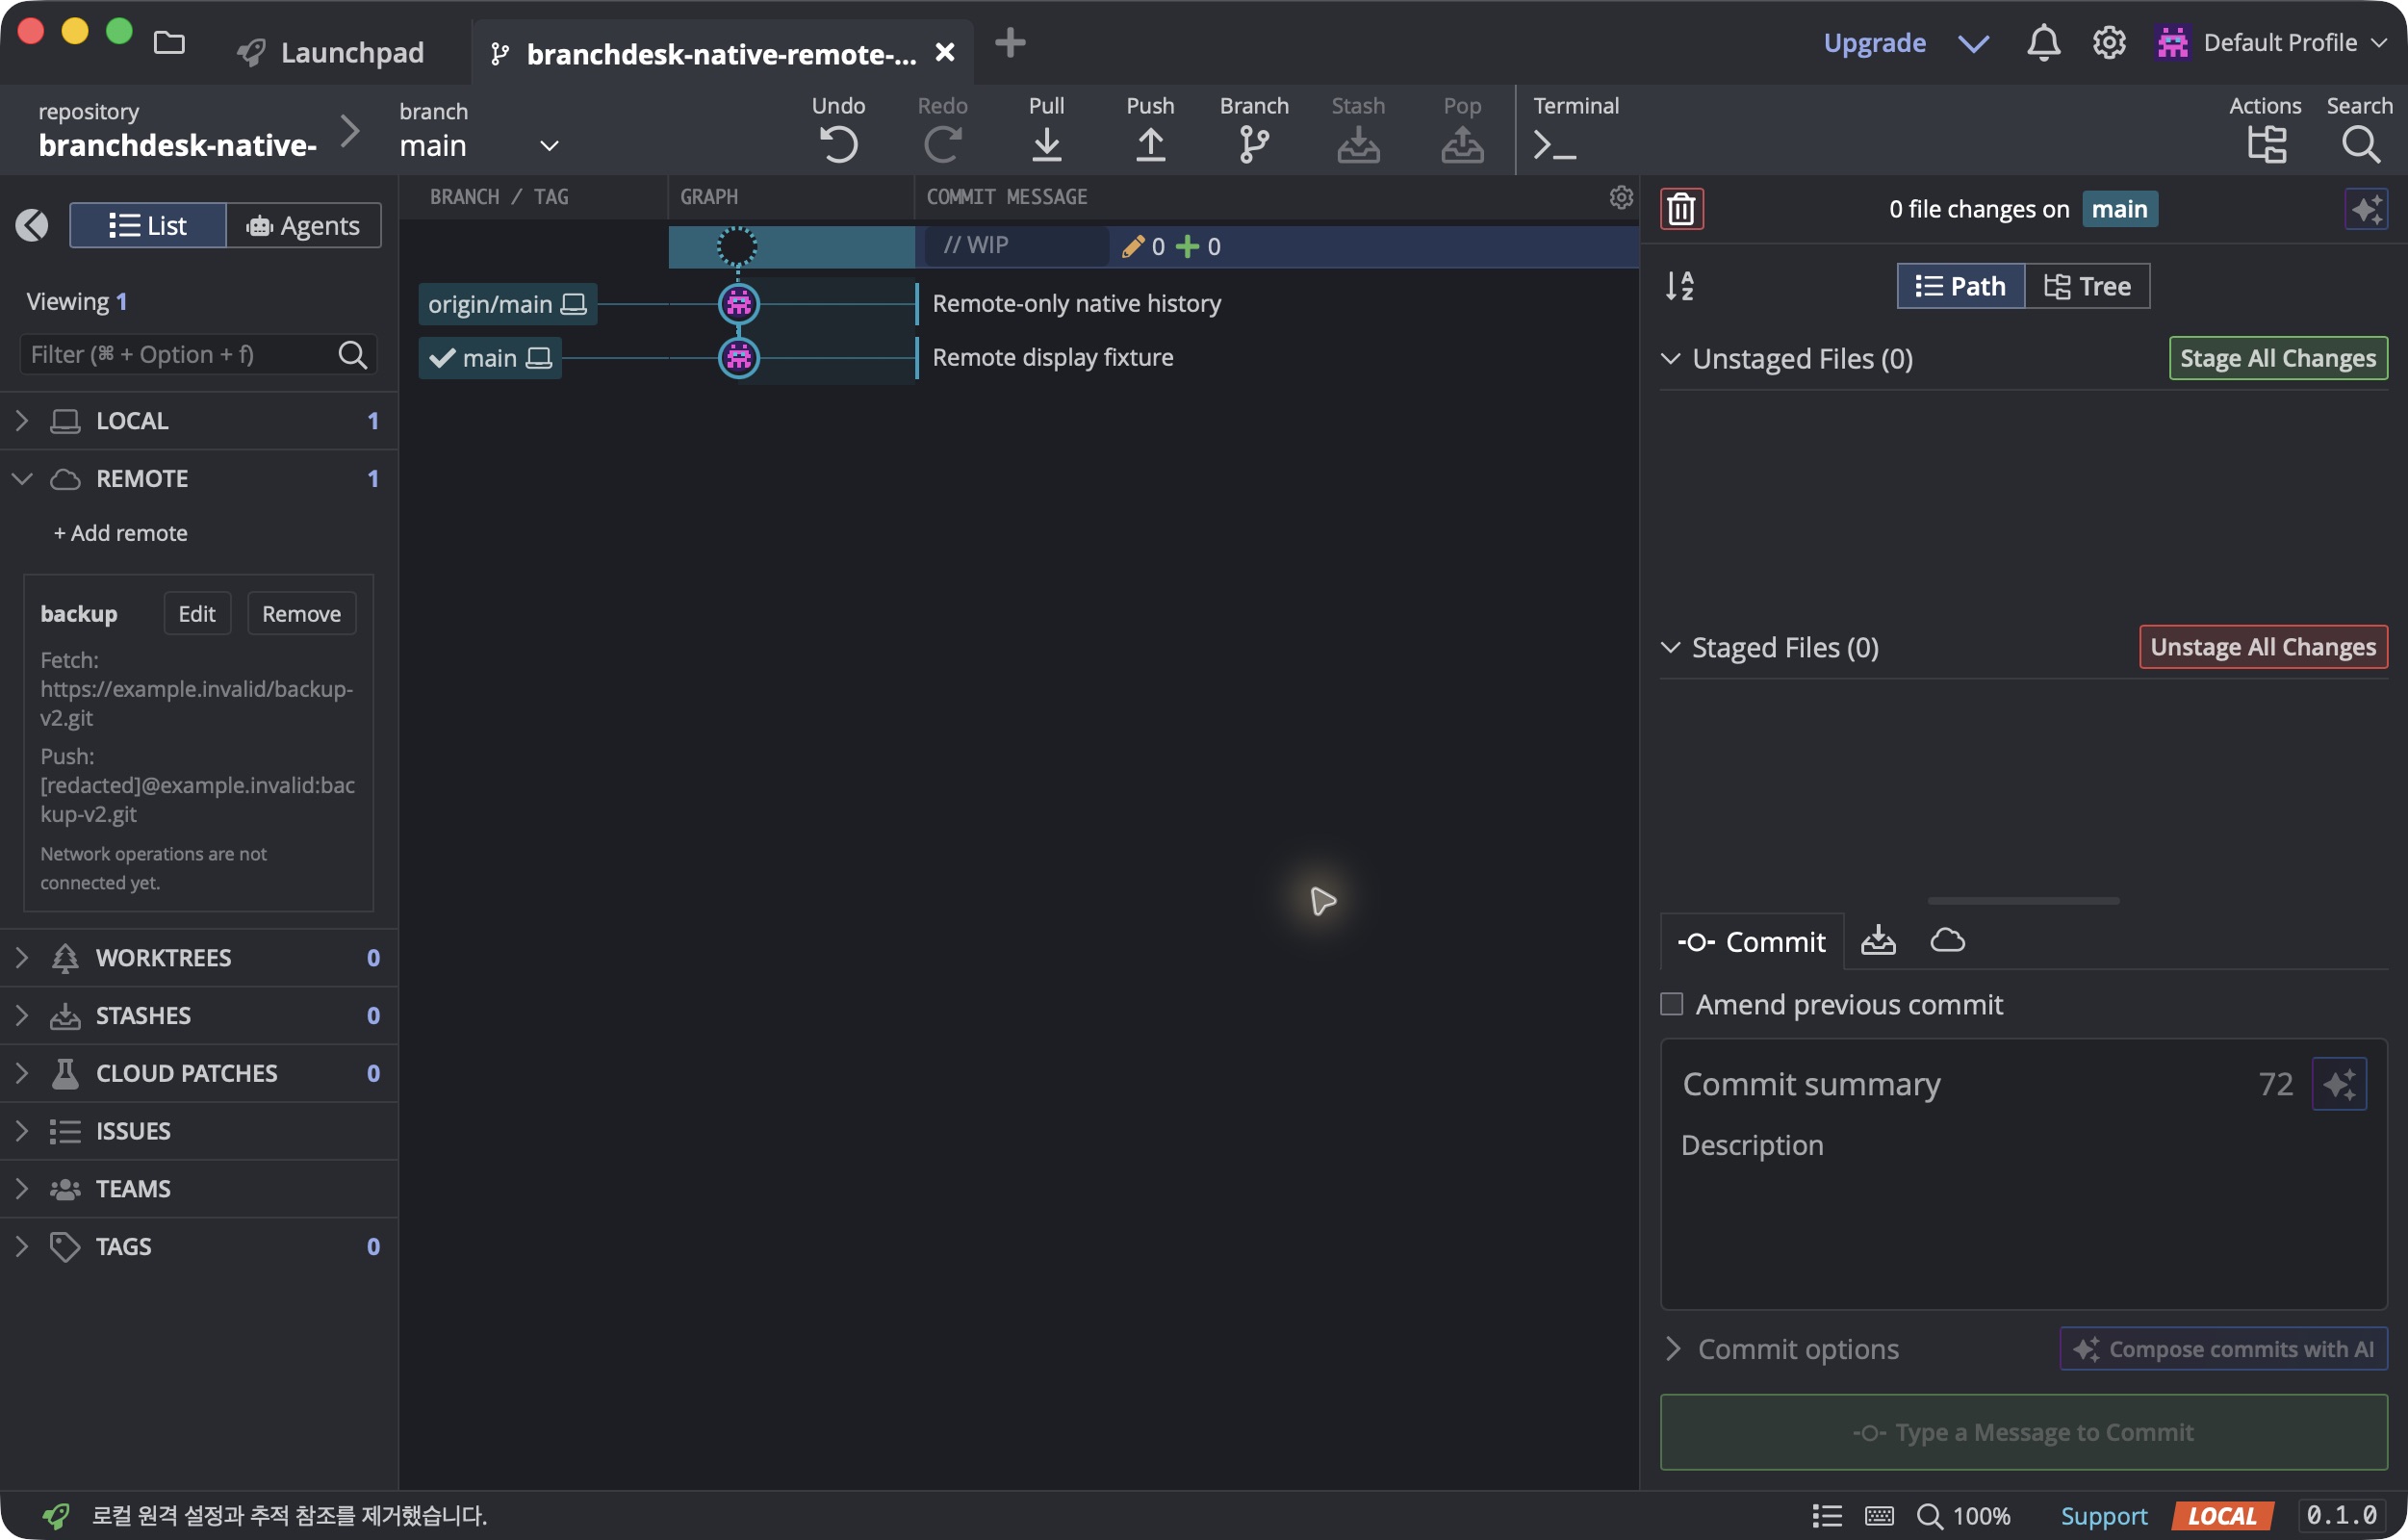 Launchpad
branchdesk-native-remote-...
Upgrade
Default Profile
repository
branchdesk-native-
branch
main
Undo
Redo
Pull
Push
Branch
Stash
Pop
Terminal
Actions
Search
List
Agents
Viewing 1
Filter (⌘ + Option + f)
LOCAL 1
REMOTE 1
+ Add remote
backup
Edit
Remove
Fetch:
https://example.invalid/backup-
v2.git
Push:
[redacted]@example.invalid:bac
kup-v2.git
Network operations are not
connected yet.
WORKTREES 0
STASHES 0
CLOUD PATCHES 0
ISSUES
TEAMS
TAGS 0
BRANCH / TAG
GRAPH
COMMIT MESSAGE
// WIP
0
0
origin/main
Remote-only native history
main
Remote display fixture
0 file changes on main
Path
Tree
Unstaged Files (0)
Stage All Changes
Staged Files (0)
Unstage All Changes
Commit
Amend previous commit
Commit summary
72
Description
Commit options
Compose commits with AI
Type a Message to Commit
로컬 원격 설정과 추적 참조를 제거했습니다.
100%
Support
LOCAL
0.1.0